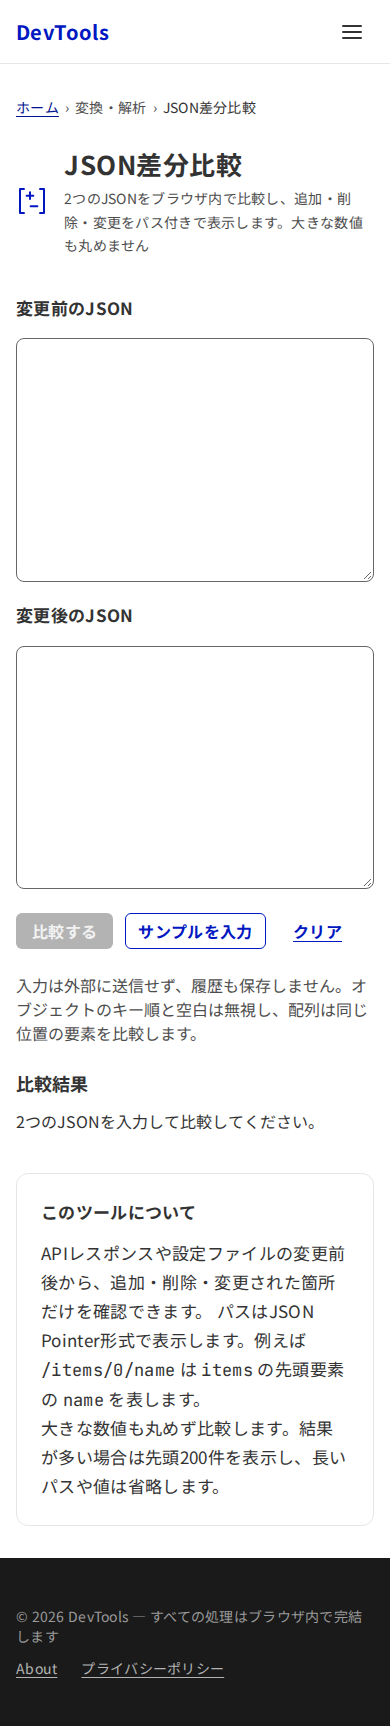 DevTools
ホーム › 変換・解析 › JSON差分比較
JSON差分比較
2つのJSONをブラウザ内で比較し、追加・削
除・変更をパス付きで表示します。大きな数値
も丸めません
変更前のJSON
変更後のJSON
比較する サンプルを入力 クリア
入力は外部に送信せず、履歴も保存しません。オ
ブジェクトのキー順と空白は無視し、配列は同じ
位置の要素を比較します。
比較結果
2つのJSONを入力して比較してください。
このツールについて
APIレスポンスや設定ファイルの変更前
後から、追加・削除・変更された箇所
だけを確認できます。 パスはJSON
Pointer形式で表示します。例えば
/items/0/name は items の先頭要素
の name を表します。
大きな数値も丸めず比較します。結果
が多い場合は先頭200件を表示し、長い
パスや値は省略します。
© 2026 DevTools — すべての処理はブラウザ内で完結
します
About プライバシーポリシー